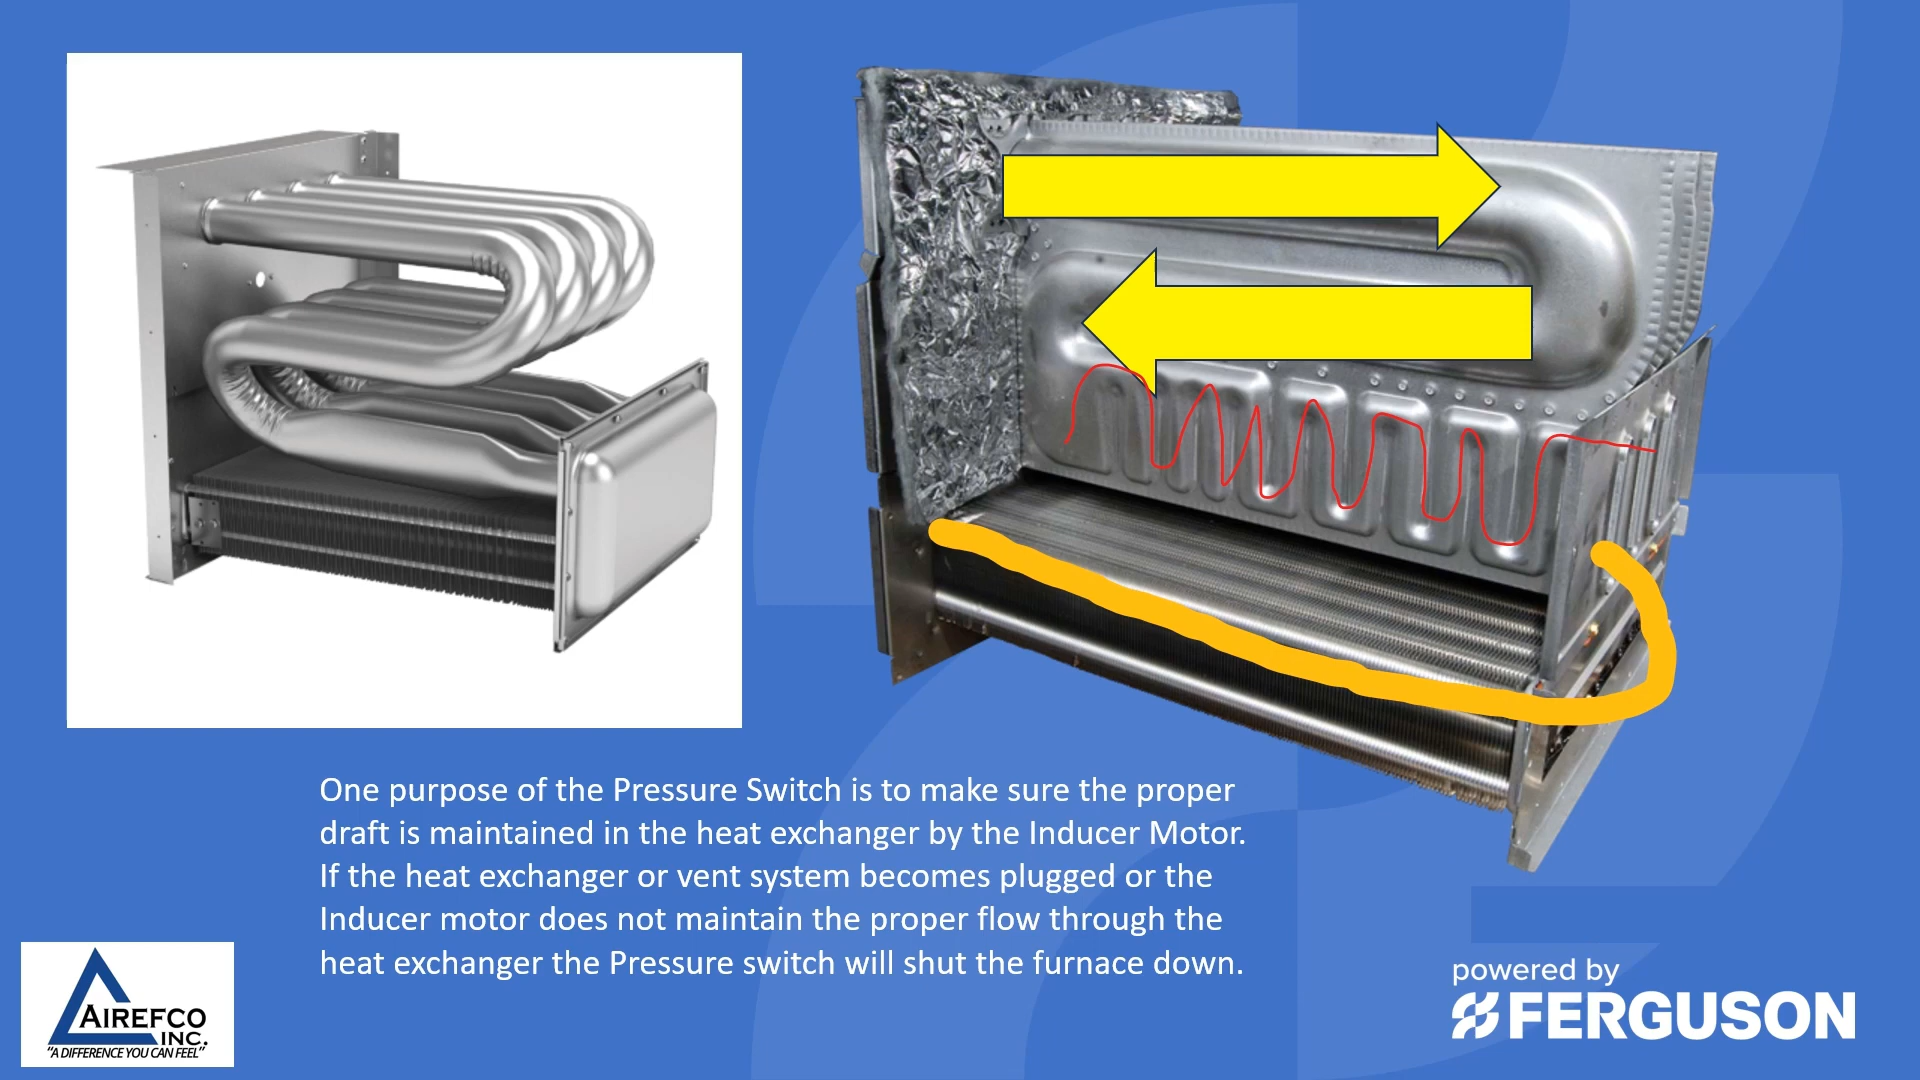 One purpose of the Pressure Switch is to make sure the proper
draft is maintained in the heat exchanger by the Inducer Motor.
If the heat exchanger or vent system becomes plugged or the
Inducer motor does not maintain the proper flow through the
heat exchanger the Pressure switch will shut the furnace down.
AIREFCO
INC.
"A DIFFERENCE YOU CAN FEEL"
powered by
FERGUSON